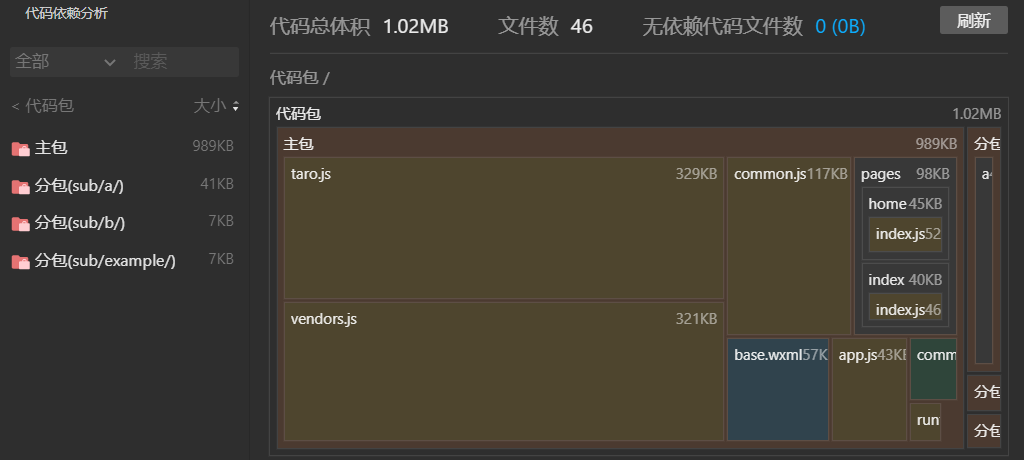 代码依赖分析
代码总体积 1.02MB 文件数 46 无依赖代码文件数 0 (0B) 刷新
全部 搜索
代码包 /
< 代码包 大小
主包 989KB
分包(sub/a/) 41KB
分包(sub/b/) 7KB
分包(sub/example/) 7KB
代码包 1.02MB
主包 989KB
taro.js 329KB
vendors.js 321KB
common.js 117KB
pages 98KB
home 45KB
index.js 52
index 40KB
index.js 46
base.wxml 57K
app.js 43KB
comm
run
分包
a
分包
分包